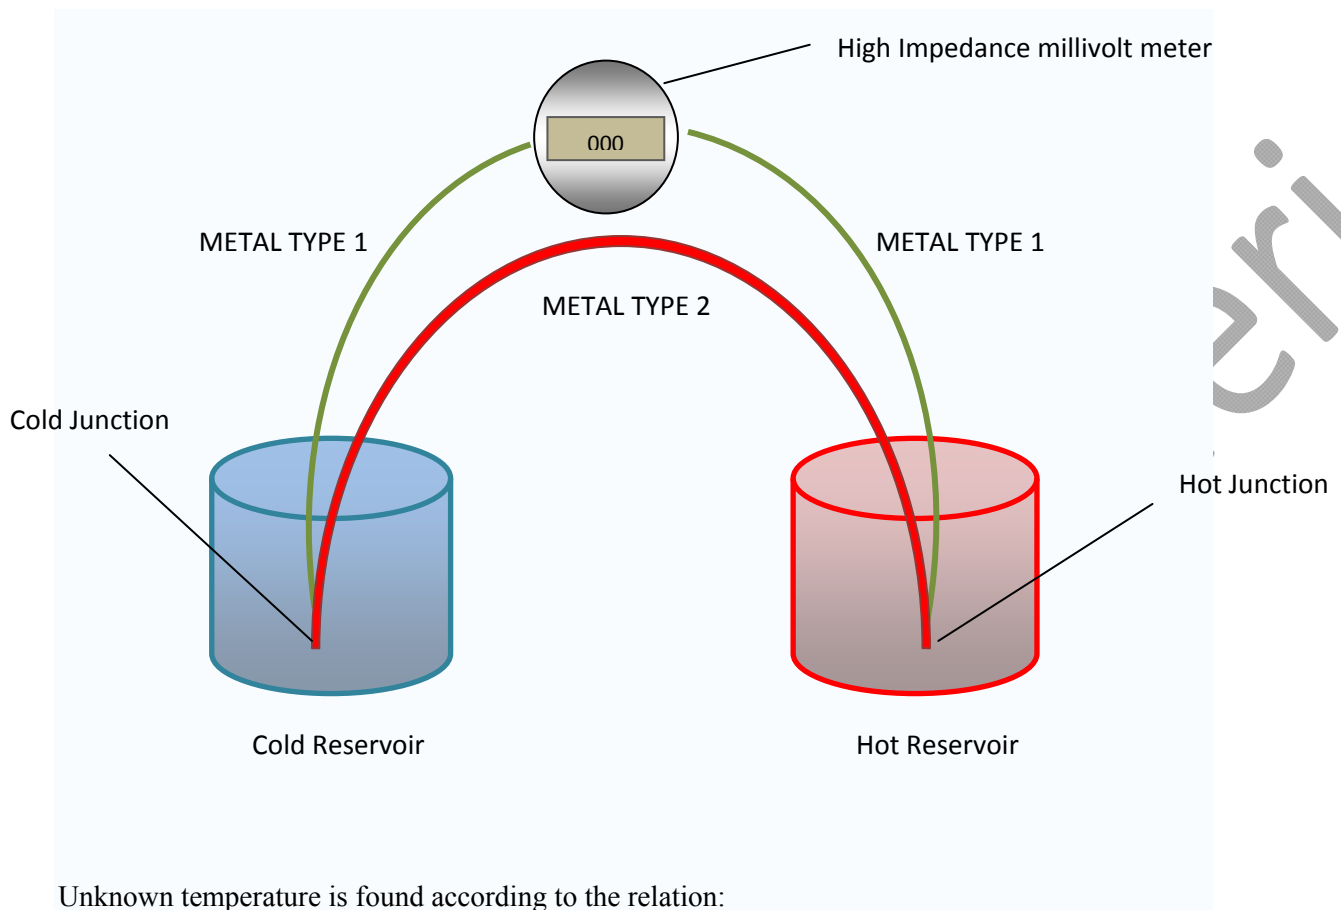 High Impedance millivolt meter
000
METAL TYPE 1
METAL TYPE 1
METAL TYPE 2
Cold Junction
Hot Junction
Cold Reservoir
Hot Reservoir
Unknown temperature is found according to the relation: